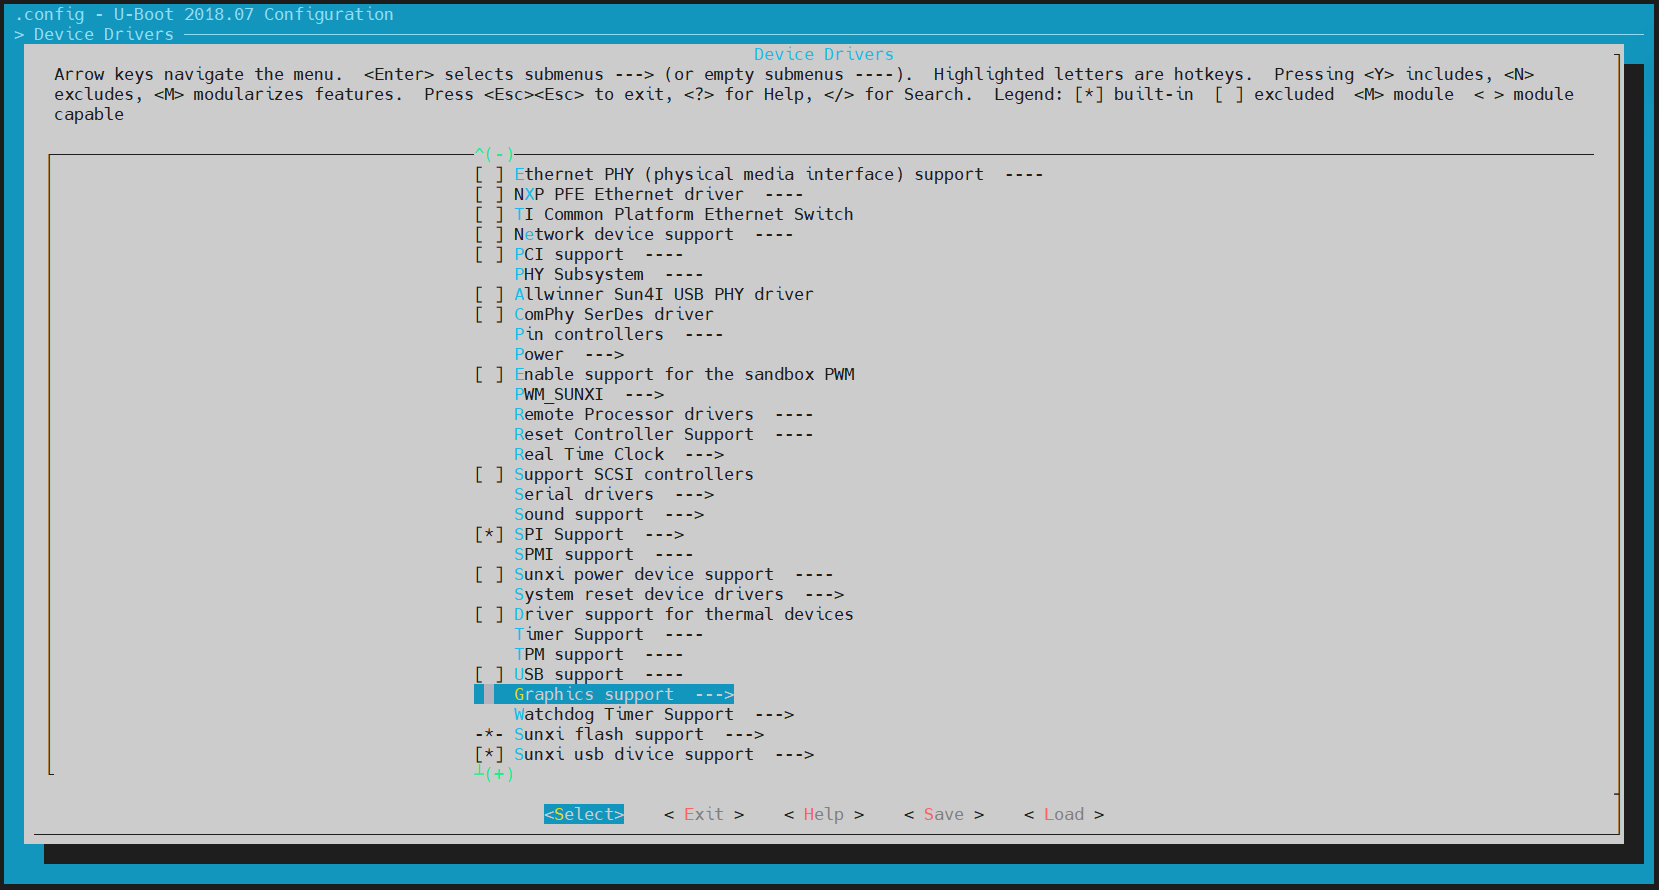 .config - U-Boot 2018.07 Configuration
> Device Drivers
Device Drivers
Arrow keys navigate the menu.  <Enter> selects submenus ---> (or empty submenus ----).  Highlighted letters are hotkeys.  Pressing <Y> includes, <N>
excludes, <M> modularizes features.  Press <Esc><Esc> to exit, <?> for Help, </> for Search.  Legend: [*] built-in  [ ] excluded  <M> module  < > module
capable
^(-)
[ ] Ethernet PHY (physical media interface) support  ----
[ ] NXP PFE Ethernet driver  ----
[ ] TI Common Platform Ethernet Switch
[ ] Network device support  ----
[ ] PCI support  ----
PHY Subsystem  ----
[ ] Allwinner Sun4I USB PHY driver
[ ] ComPhy SerDes driver
Pin controllers  ----
Power  --->
[ ] Enable support for the sandbox PWM
PWM_SUNXI  --->
Remote Processor drivers  ----
Reset Controller Support  ----
Real Time Clock  --->
[ ] Support SCSI controllers
Serial drivers  --->
Sound support  --->
[*] SPI Support  --->
SPMI support  ----
[ ] Sunxi power device support  ----
System reset device drivers  --->
[ ] Driver support for thermal devices
Timer Support  ----
TPM support  ----
[ ] USB support  ----
Graphics support  --->
Watchdog Timer Support  --->
-*- Sunxi flash support  --->
[*] Sunxi usb divice support  --->
┴(+)
<Select>    < Exit >    < Help >    < Save >    < Load >